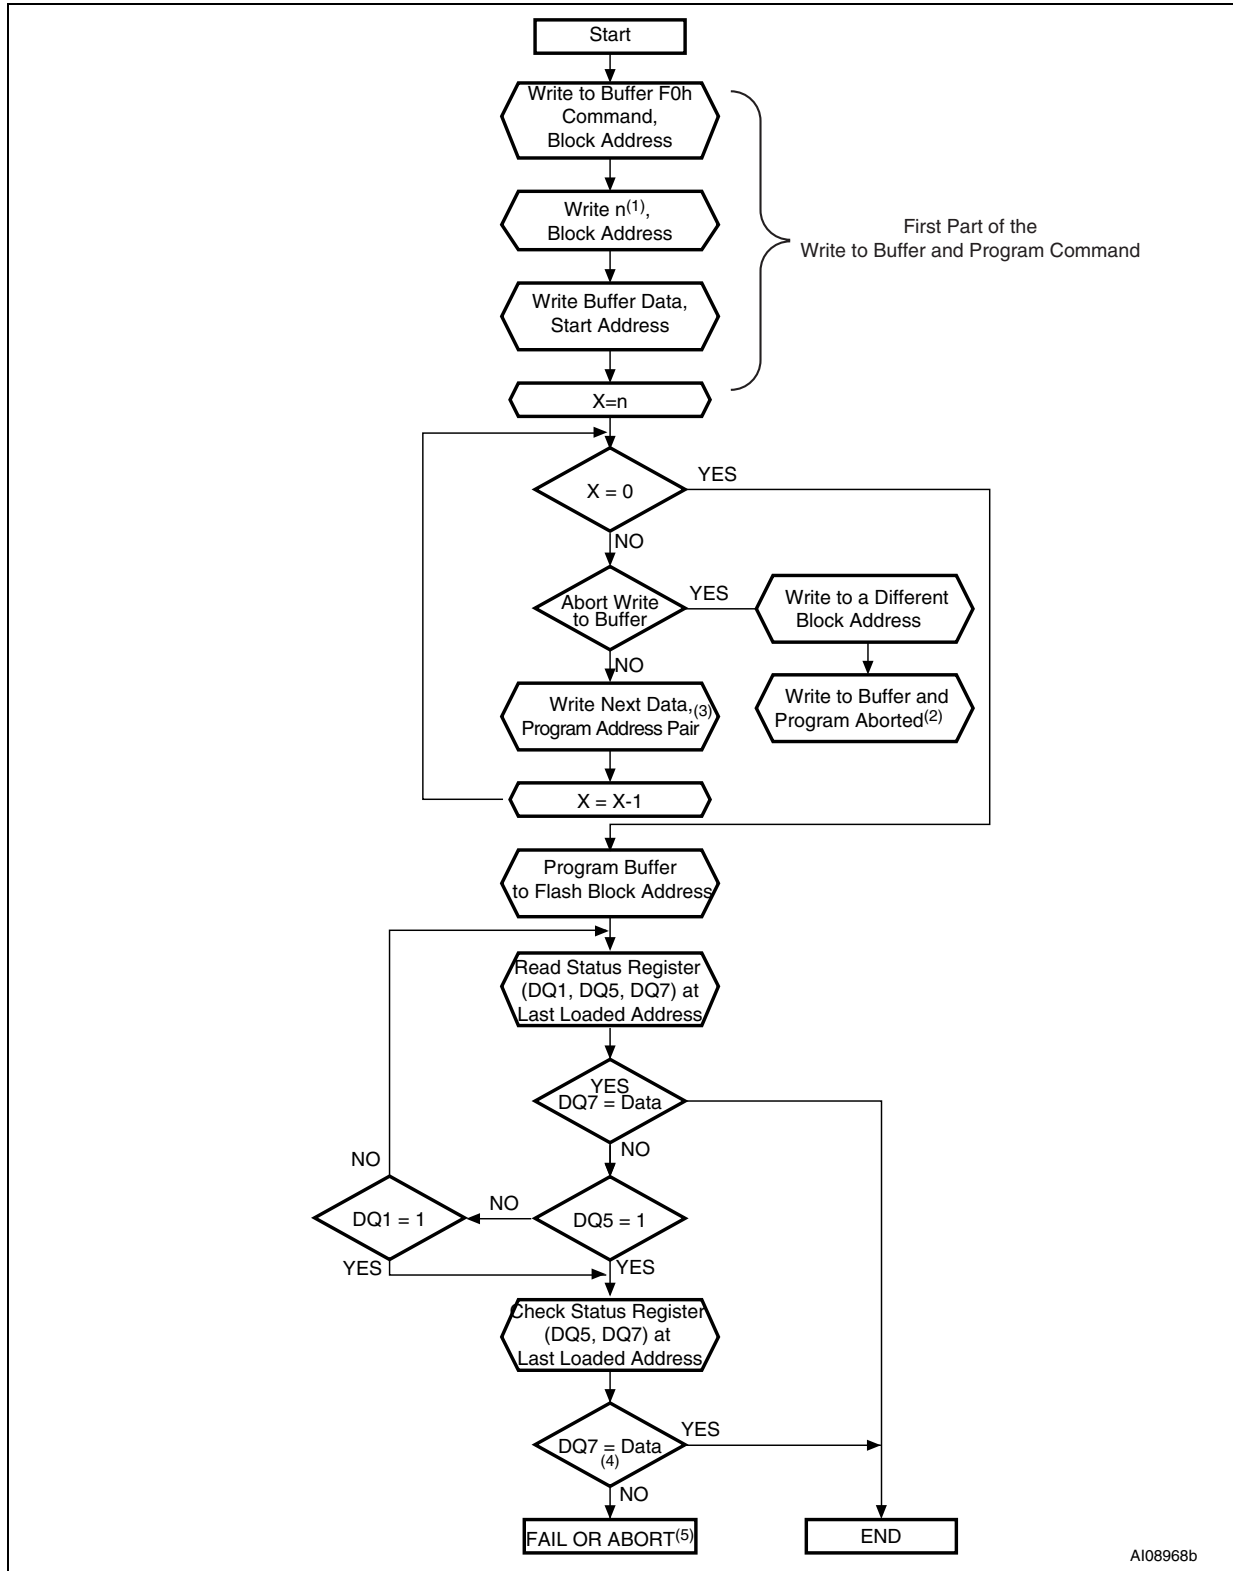 Start
Write to Buffer F0h
Command,
Block Address
Write n(1),
Block Address
First Part of the
Write to Buffer and Program Command
Write Buffer Data,
Start Address
X=n
X = 0
YES
NO
Abort Write
to Buffer
YES
Write to a Different
Block Address
NO
Write Next Data,(3)
Program Address Pair
Write to Buffer and
Program Aborted(2)
X = X-1
Program Buffer
to Flash Block Address
Read Status Register
(DQ1, DQ5, DQ7) at
Last Loaded Address
YES
DQ7 = Data
NO
NO
DQ1 = 1
NO
DQ5 = 1
YES
YES
Check Status Register
(DQ5, DQ7) at
Last Loaded Address
DQ7 = Data
(4)
YES
NO
FAIL OR ABORT(5)
END
AI08968b